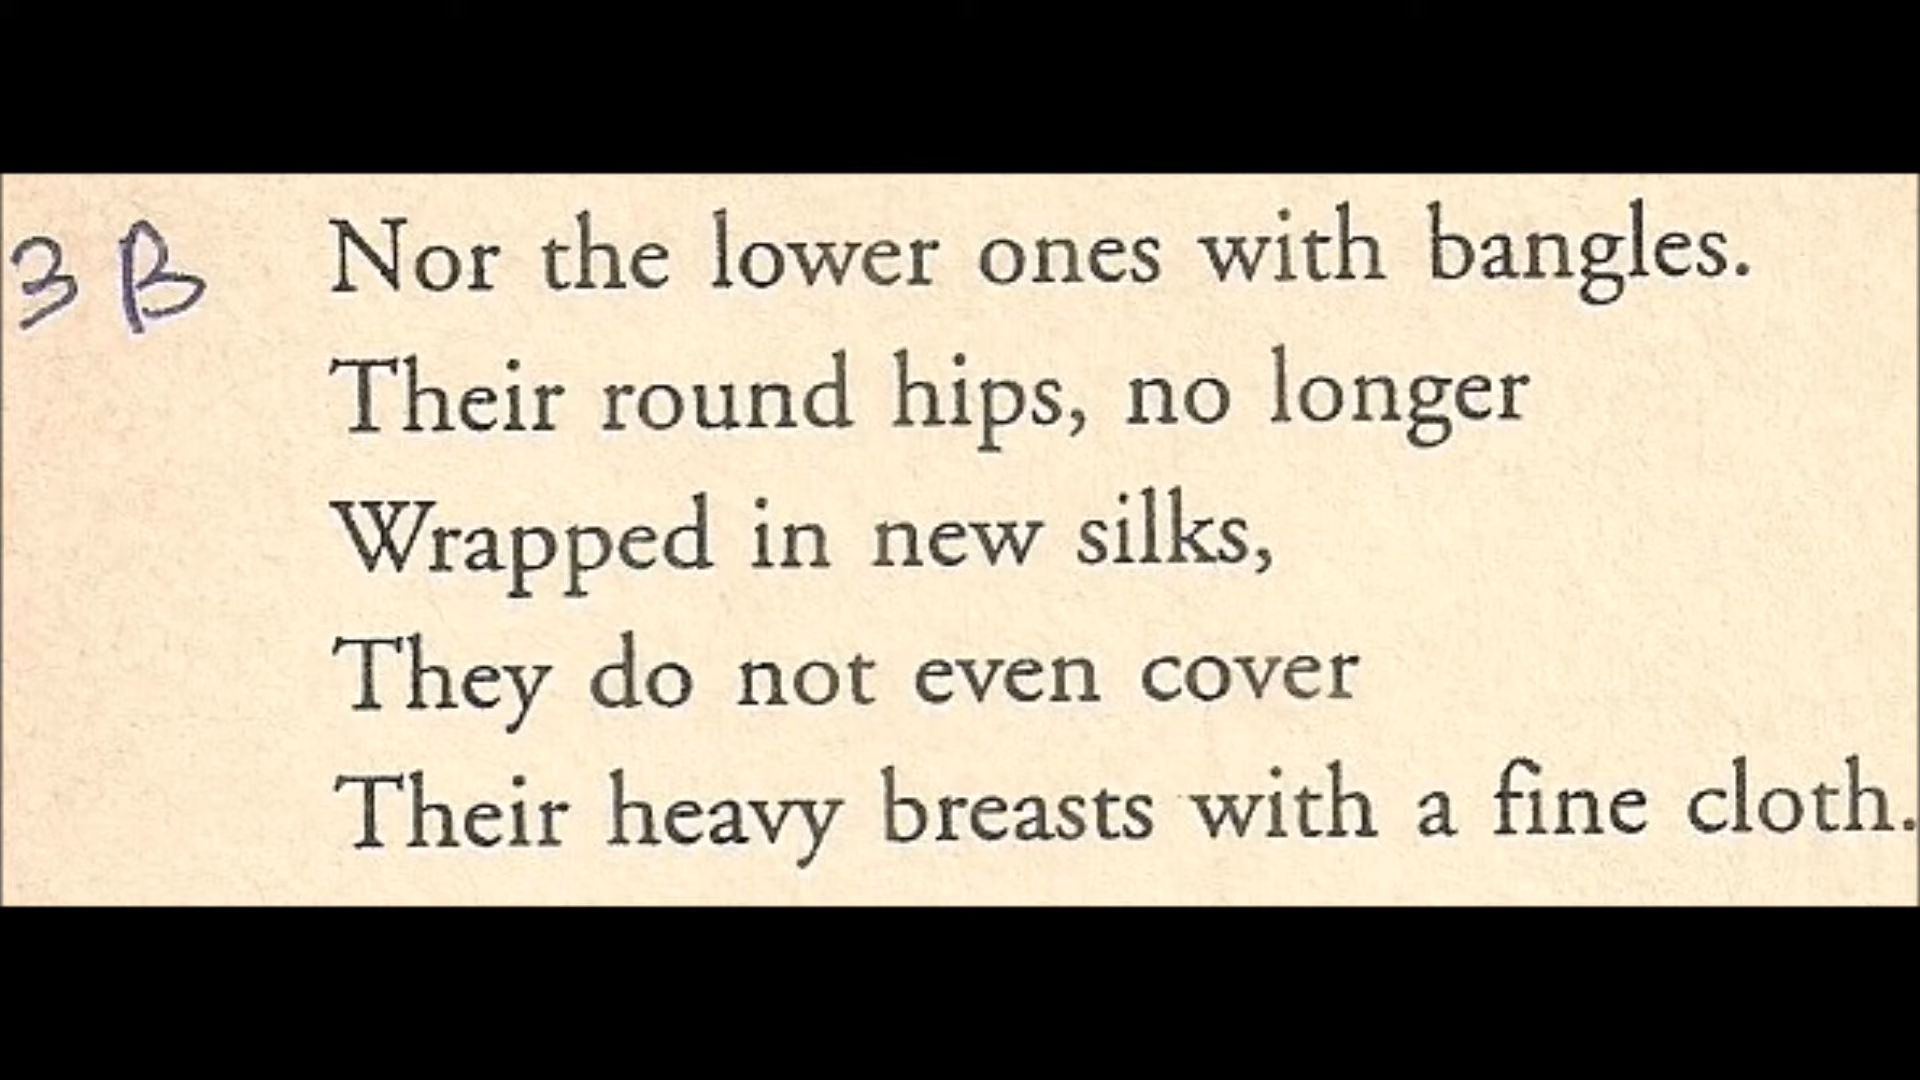 3 B Nor the lower ones with bangles.
Their round hips, no longer
Wrapped in new silks,
They do not even cover
Their heavy breasts with a fine cloth.